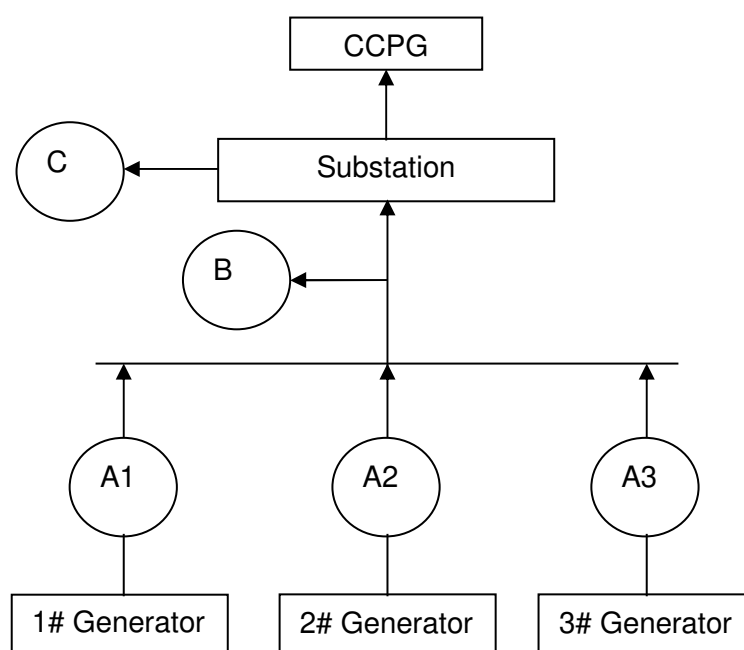 CCPG
C
Substation
B
A1
A2
A3
1# Generator
2# Generator
3# Generator